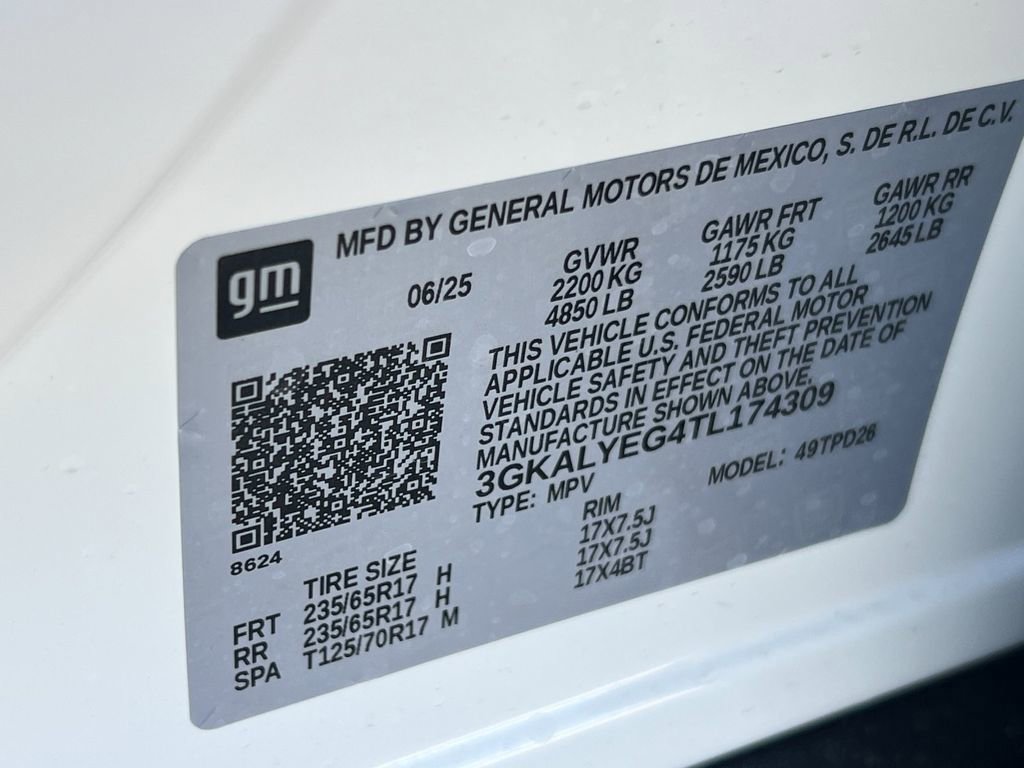 MFD BY GENERAL MOTORS DE MEXICO, S. DE R.L. DE C.V.
gm
06/25
GVWR
2200 KG
4850 LB
GAWR FRT
1175 KG
2590 LB
GAWR RR
1200 KG
2645 LB
THIS VEHICLE CONFORMS TO ALL
APPLICABLE U.S. FEDERAL MOTOR
VEHICLE SAFETY AND THEFT PREVENTION
STANDARDS IN EFFECT ON THE DATE OF
MANUFACTURE SHOWN ABOVE.
3GKALYEG4TL174309
TYPE: MPV
MODEL: 49TPD26
8624
TIRE SIZE RIM
FRT 235/65R17 H 17X7.5J
RR 235/65R17 H 17X7.5J
SPA T125/70R17 M 17X4BT